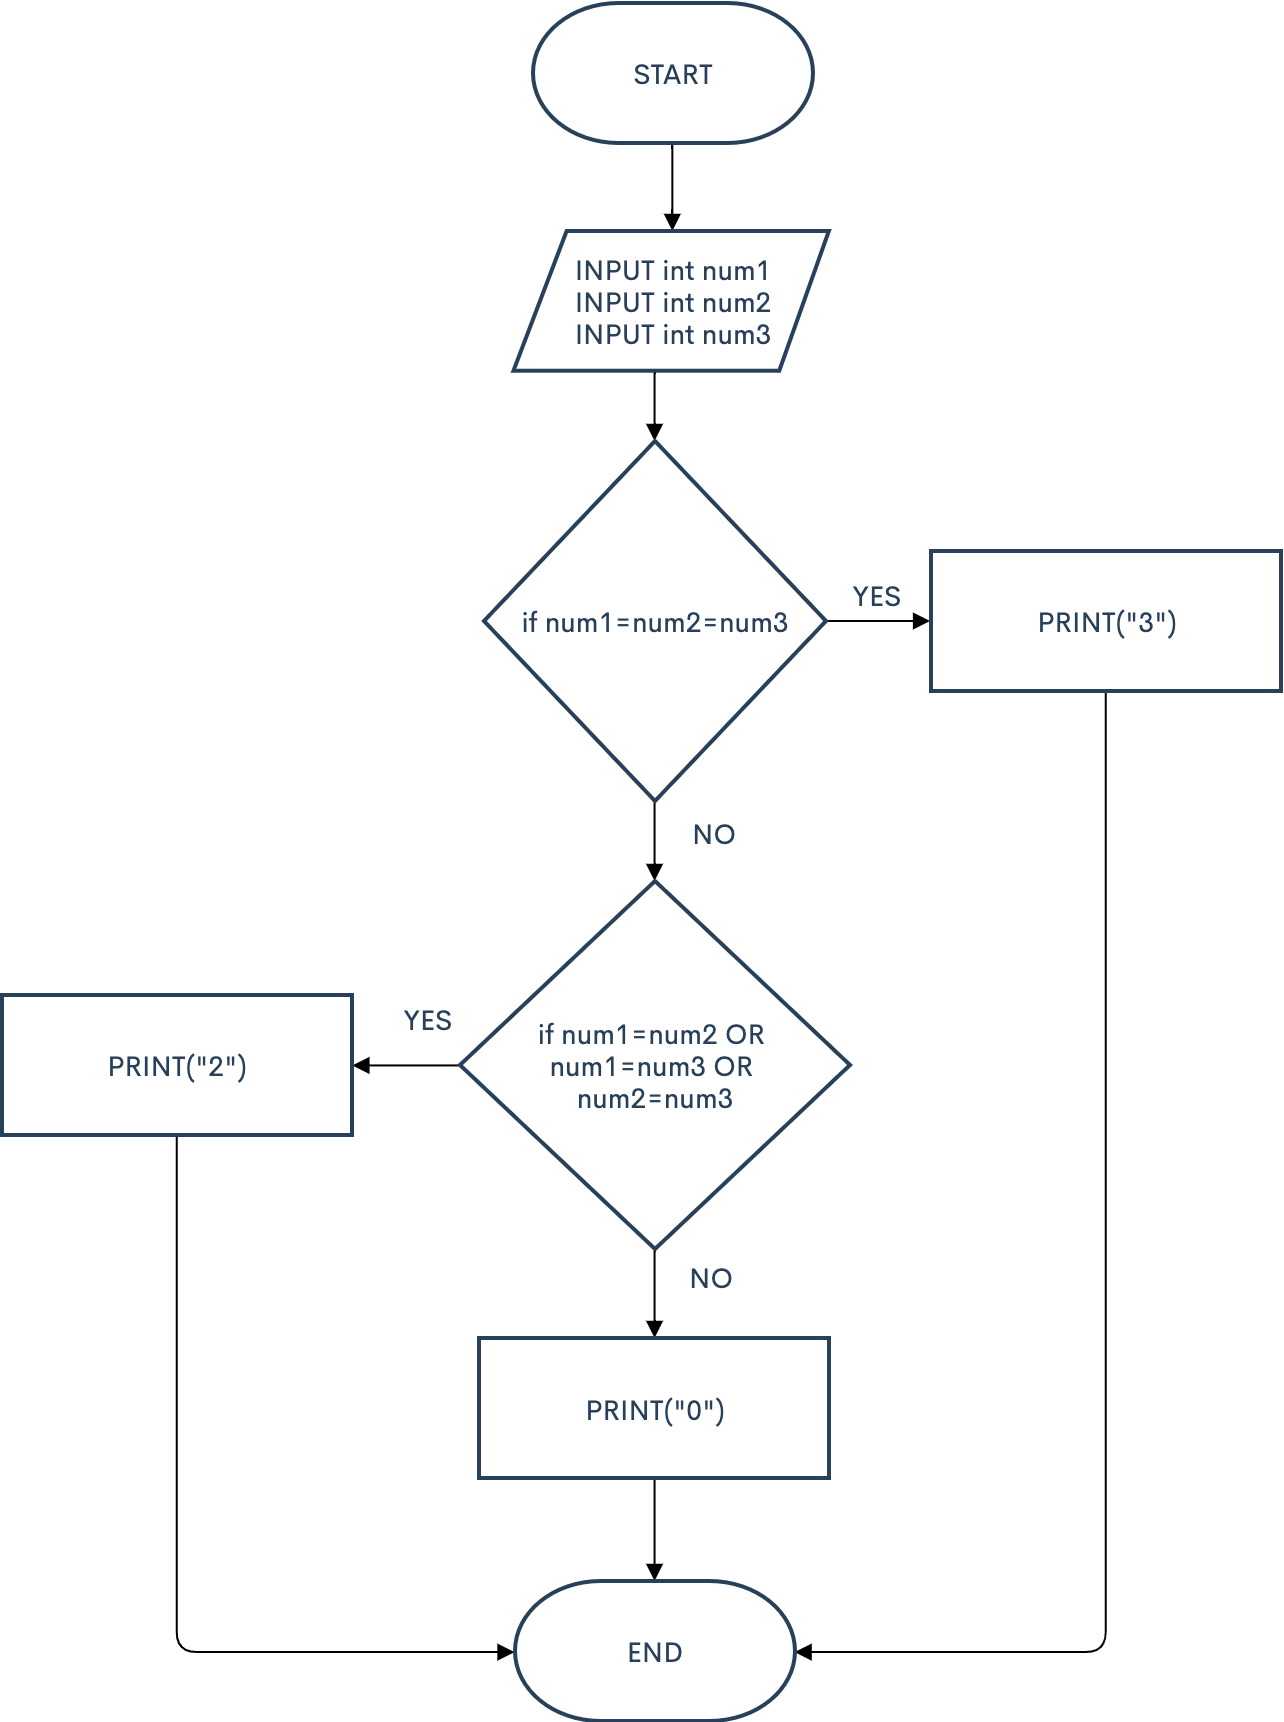 START
INPUT int num1
INPUT int num2
INPUT int num3
if num1=num2=num3
YES
PRINT("3")
NO
if num1=num2 OR
num1=num3 OR
num2=num3
YES
PRINT("2")
NO
PRINT("0")
END